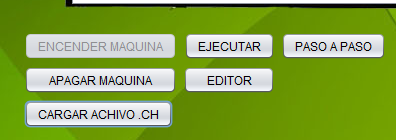 ENCENDER MAQUINA EJECUTAR PASO A PASO
APAGAR MAQUINA EDITOR
CARGAR ACHIVO .CH